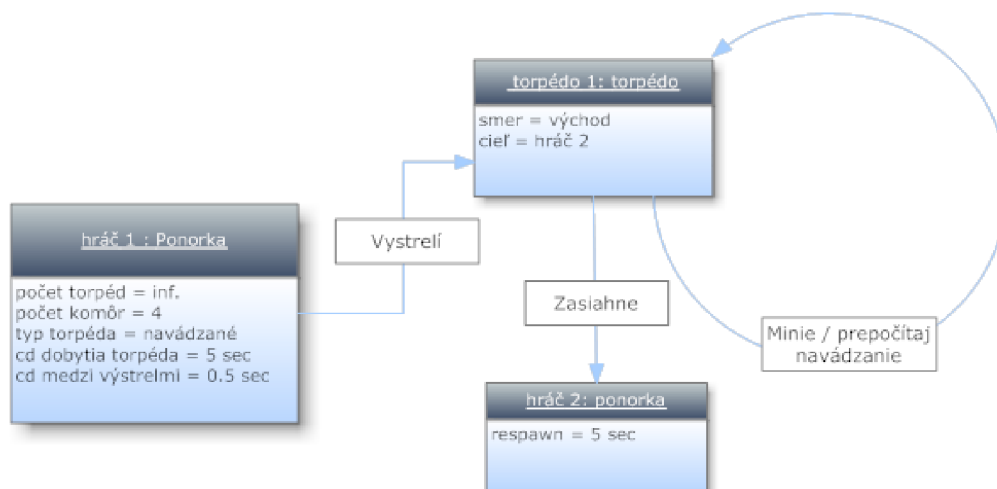 torpédo 1: torpédo
smer = východ
cieľ = hráč 2
hráč 1 : Ponorka
počet torpéd = inf.
počet komôr = 4
typ torpéda = navádzané
cd dobytia torpéda = 5 sec
cd medzi výstrelmi = 0.5 sec
Vystrelí
Zasiahne
Minie / prepočítaj
navádzanie
hráč 2: ponorka
respawn = 5 sec